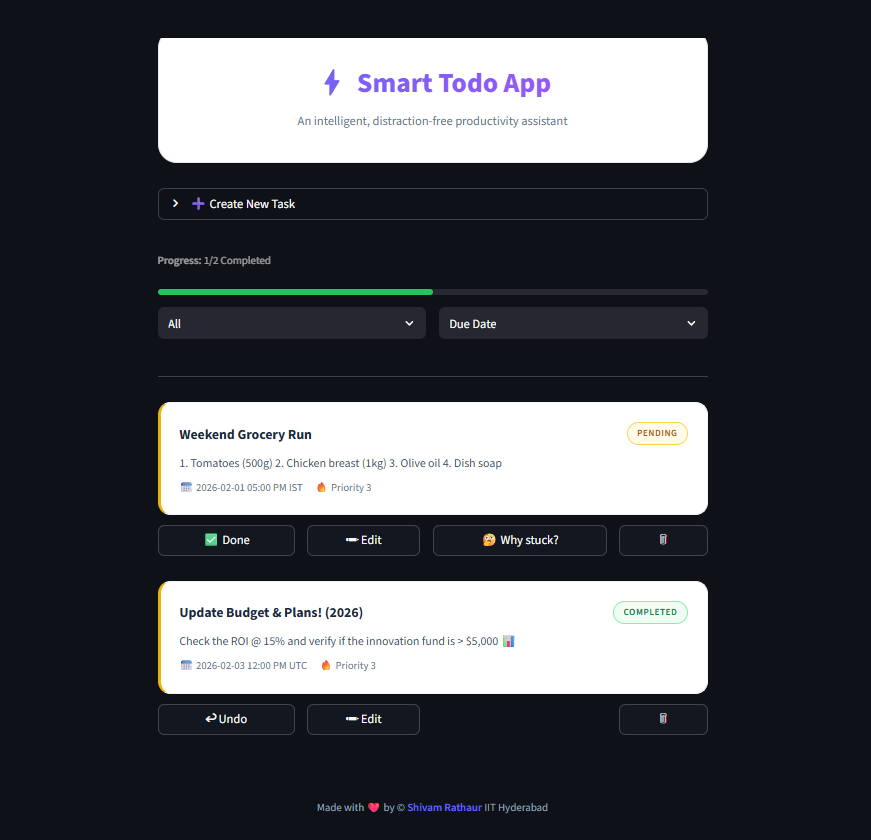 ⚡ Smart Todo App
An intelligent, distraction-free productivity assistant
➕ Create New Task
Progress: 1/2 Completed
All
Due Date
Weekend Grocery Run
PENDING
1. Tomatoes (500g) 2. Chicken breast (1kg) 3. Olive oil 4. Dish soap
2026-02-01 05:00 PM IST 🔥 Priority 3
✅ Done
Edit
🤔 Why stuck?
Update Budget & Plans! (2026)
COMPLETED
Check the ROI @ 15% and verify if the innovation fund is > $5,000 📊
2026-02-03 12:00 PM UTC 🔥 Priority 3
↩ Undo
Edit
Made with ❤️ by © Shivam Rathaur IIT Hyderabad